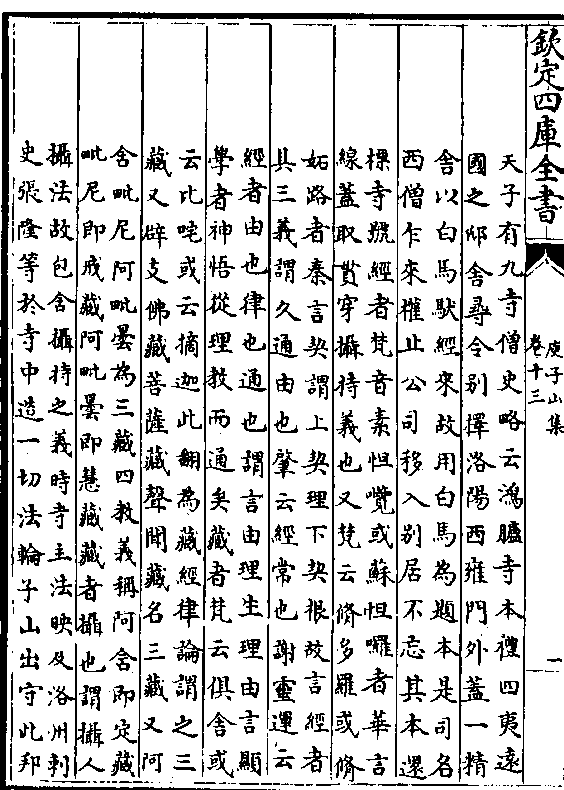 欽定四庫全書
庾子山集
卷十三
一
天子有九寺僧史略云鴻臚寺本禮四夷遠
國之邸舍尋令别擇洛陽西雍門外蓋一精
舍以白馬馱經來故用白馬為題本是司名
西僧乍來權止公司移入别居不忘其本還
標寺號經者梵音素怛囕或蘇怛囉者華言
線蓋取貫穿攝持義也又梵云修多羅或脩
妬路者秦言契謂上契理下契根故言經者
具三義謂久通由也肇云經常也謝靈運云
經者由也律也通也謂言由理生理由言顯
學者神悟從理教而通矣藏者梵云俱舍或
云比咤或云摘迦此翻為藏經律論謂之三
藏又辟支佛藏菩薩藏聲聞藏名三藏又阿
含毗尼阿毗曇為三藏四教義稱阿含即定藏
毗尼即戒藏阿毗曇即慧藏藏者攝也謂攝人
攝法故包含攝持之義時寺主法映及洛州刺
史張隆等於寺中造一切法輪子山出守此邦